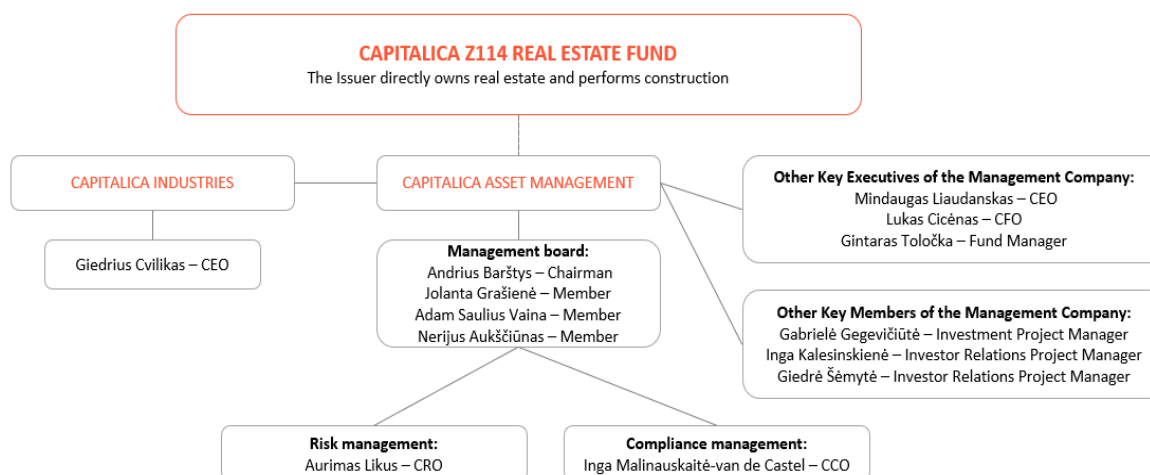 CAPITALICA Z114 REAL ESTATE FUND
The Issuer directly owns real estate and performs construction
CAPITALICA INDUSTRIES
CAPITALICA ASSET MANAGEMENT
Giedrius Cvilikas – CEO
Management board:
Andrius Barštys – Chairman
Jolanta Grašienė – Member
Adam Saulius Vaina – Member
Nerijus Aukščiūnas – Member
Other Key Executives of the Management Company:
Mindaugas Liaudanskas – CEO
Lukas Cicėnas – CFO
Gintaras Toločka – Fund Manager
Other Key Members of the Management Company:
Gabrielė Gegevičiūtė – Investment Project Manager
Inga Kalesinskienė – Investor Relations Project Manager
Giedrė Šėmytė – Investor Relations Project Manager
Risk management:
Aurimas Likus – CRO
Compliance management:
Inga Malinauskaitė-van de Castel – CCO